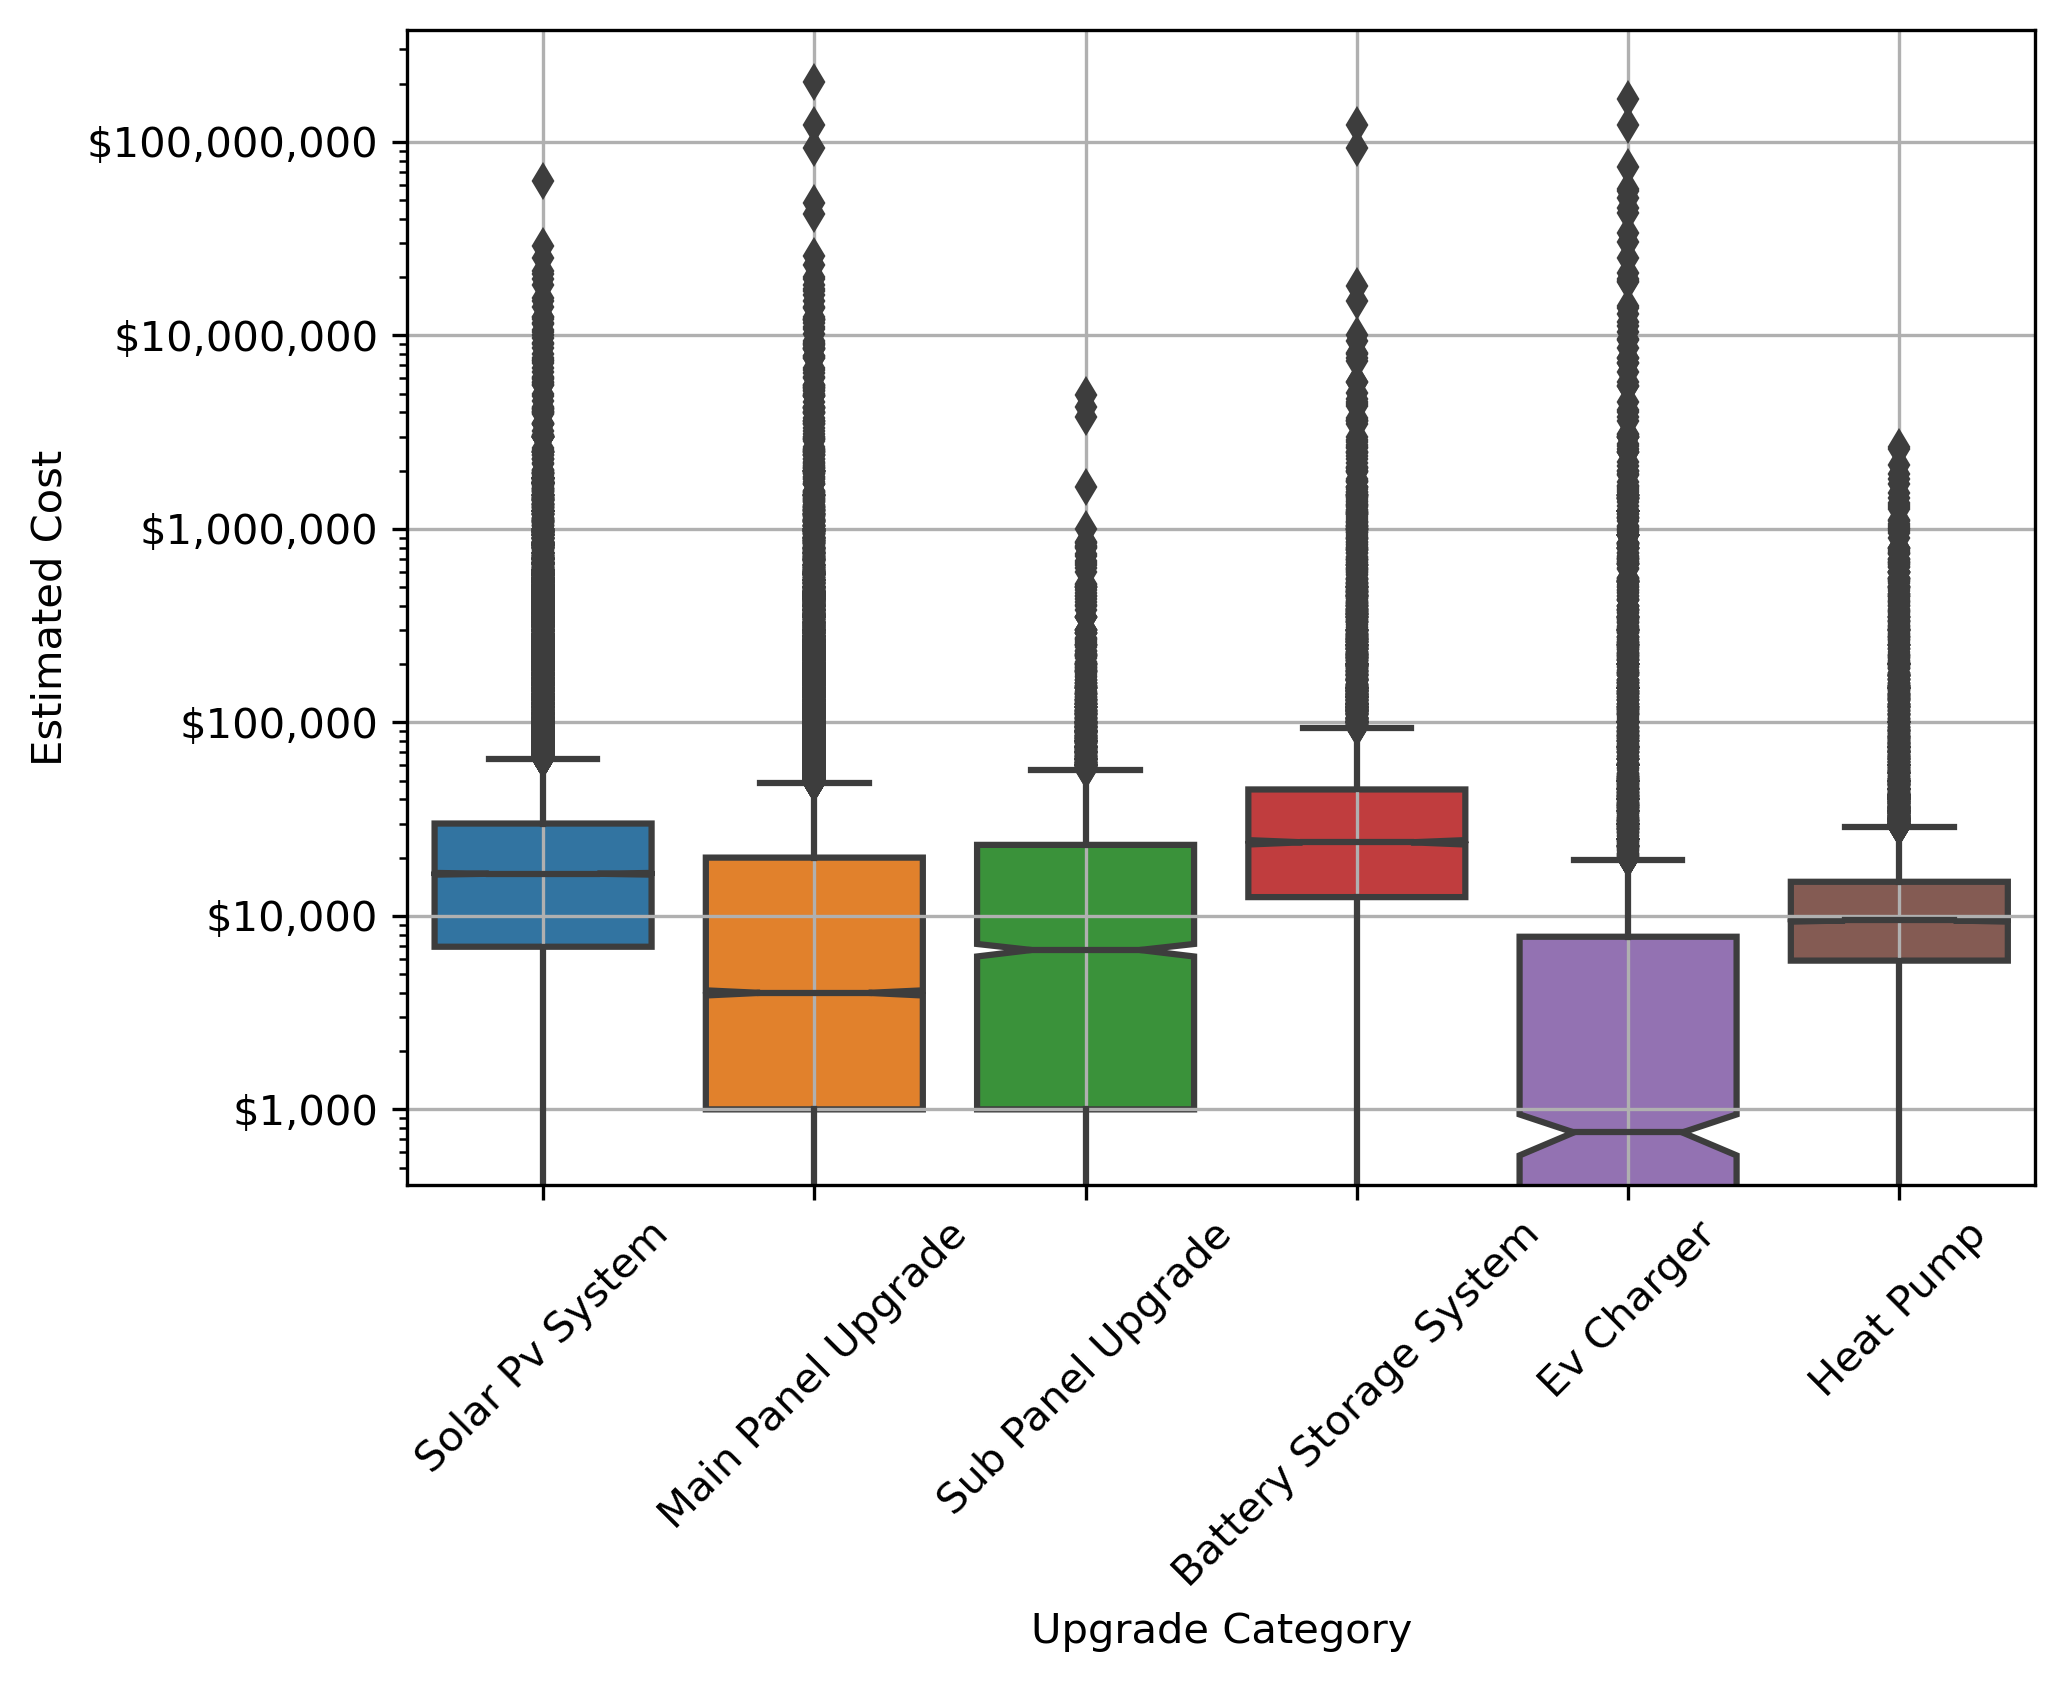 Estimated Cost
$100,000,000
$10,000,000
$1,000,000
$100,000
$10,000
$1,000
Solar Pv System
Main Panel Upgrade
Sub Panel Upgrade
Battery Storage System
Ev Charger
Heat Pump
Upgrade Category